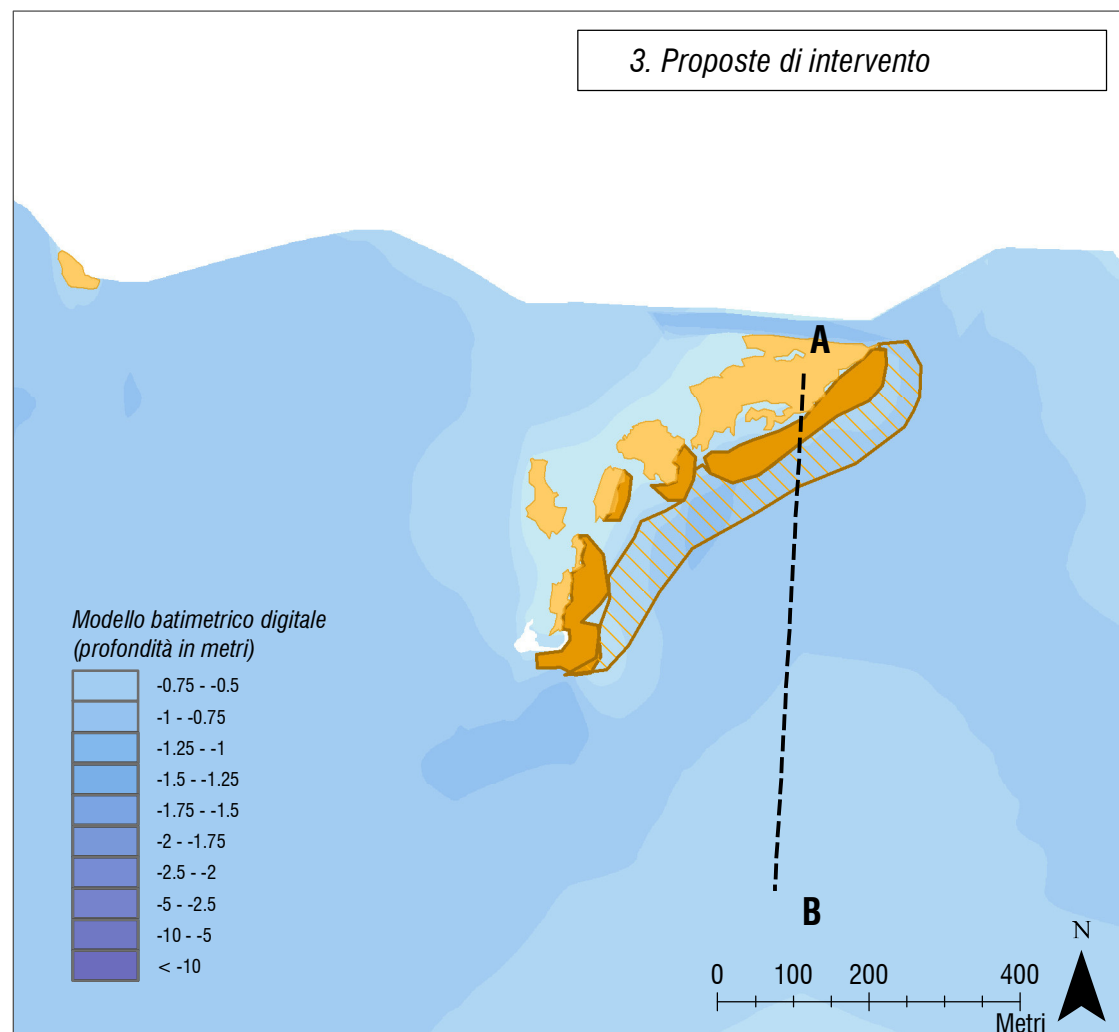 3. Proposte di intervento
A
Modello batimetrico digitale
(profondità in metri)
-0.75 - -0.5
-1 - -0.75
-1.25 - -1
-1.5 - -1.25
-1.75 - -1.5
-2 - -1.75
-2.5 - -2
-5 - -2.5
-10 - -5
< -10
B
N
0 100 200 400
Metri